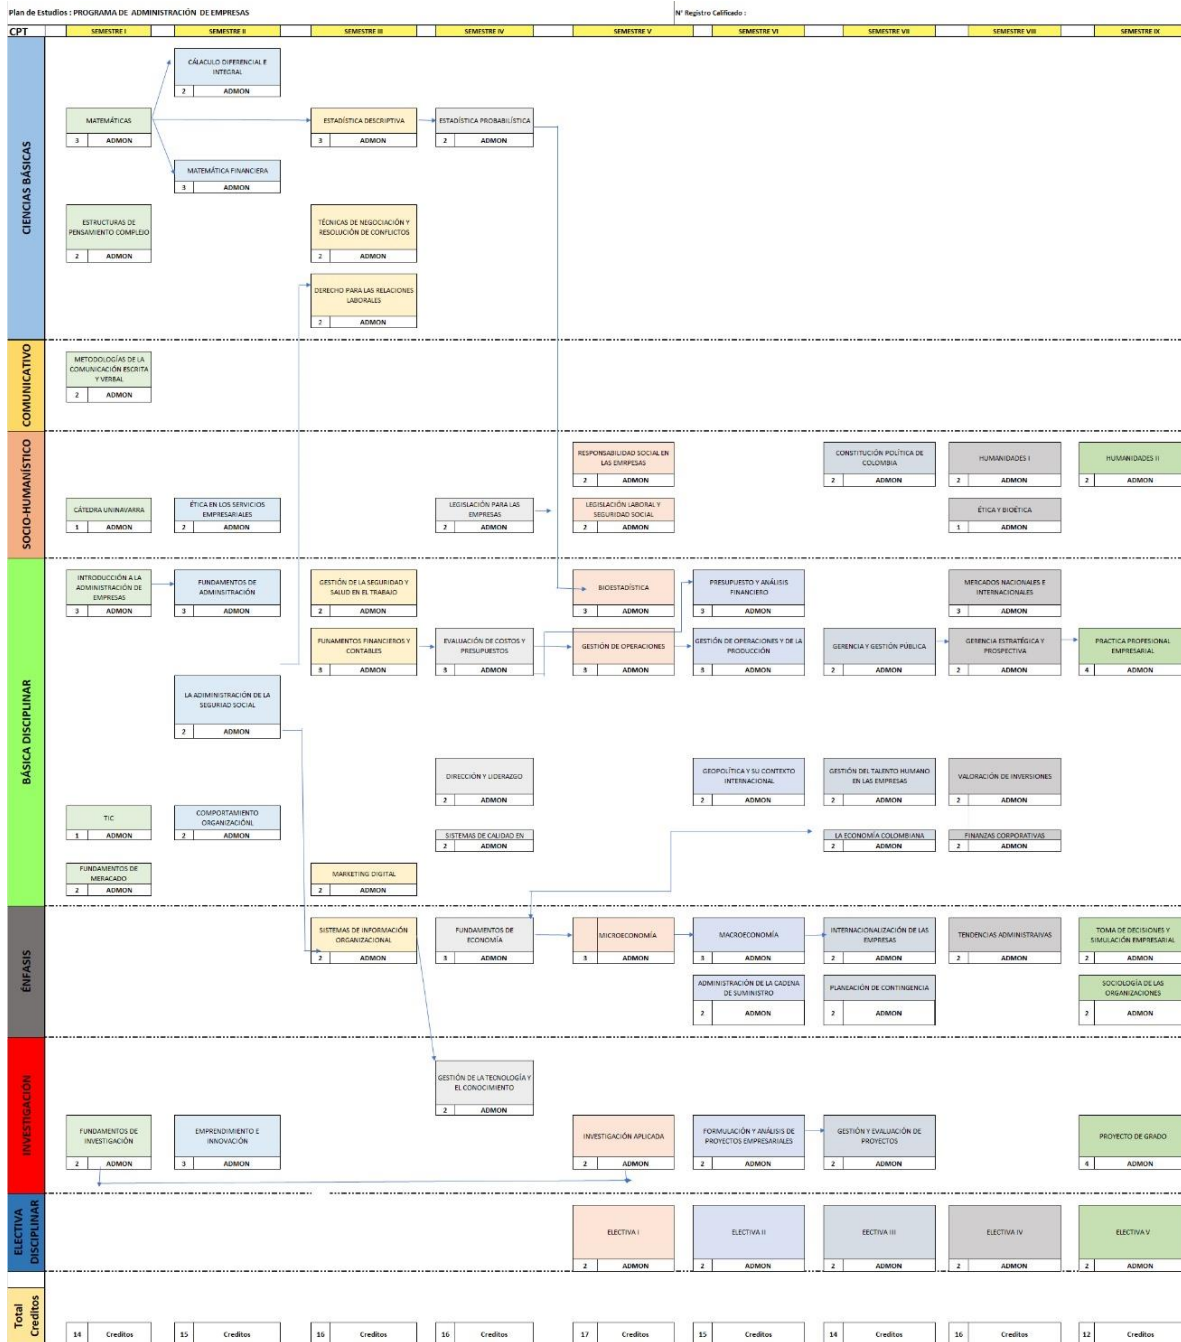 Plan de Estudios : PROGRAMA DE ADMINISTRACIÓN DE EMPRESAS
N° Registro Calificado :
CPT
SEMESTRE I
SEMESTRE II
SEMESTRE III
SEMESTRE IV
SEMESTRE V
SEMESTRE VI
SEMESTRE VII
SEMESTRE VIII
SEMESTRE IX
CIENCIAS BÁSICAS
CÁLACULO DIFERENCIAL E
INTEGRAL
2 ADMON
MATEMÁTICAS
3 ADMON
ESTADÍSTICA DESCRIPTIVA
3 ADMON
ESTADÍSTICA PROBABILÍSTICA
2 ADMON
MATEMÁTICA FINANCIERA
3 ADMON
ESTRUCTURAS DE
PENSAMIENTO COMPLEJO
2 ADMON
TÉCNICAS DE NEGOCIACIÓN Y
RESOLUCIÓN DE CONFLICTOS
2 ADMON
DERECHO PARA LAS RELACIONES
LABORALES
2 ADMON
COMUNICATIVO
METODOLOGÍAS DE LA
COMUNICACIÓN ESCRITA
Y VERBAL
2 ADMON
SOCIO-HUMANÍSTICO
RESPONSABILIDAD SOCIAL EN
LAS EMRPESAS
2 ADMON
CONSTITUCIÓN POLÍTICA DE
COLOMBIA
2 ADMON
HUMANIDADES I
2 ADMON
HUMANIDADES II
2 ADMON
CÁTEDRA UNINAVARRA
1 ADMON
ÉTICA EN LOS SERVICIOS
EMPRESARIALES
2 ADMON
LEGISLACIÓN PARA LAS
EMPRESAS
2 ADMON
LEGISLACIÓN LABORAL Y
SEGURIDAD SOCIAL
2 ADMON
ÉTICA Y BIOÉTICA
1 ADMON
BÁSICA DISCIPLINAR
INTRODUCCIÓN A LA
ADMINISTRACIÓN DE
EMPRESAS
3 ADMON
FUNDAMENTOS DE
ADMINSITRACIÓN
3 ADMON
GESTIÓN DE LA SEGURIDAD Y
SALUD EN EL TRABAJO
2 ADMON
BIOESTADÍSTICA
3 ADMON
PRESUPUESTO Y ANÁLISIS
FINANCIERO
3 ADMON
MERCADOS NACIONALES E
INTERNACIONALES
3 ADMON
FUNAMENTOS FINANCIEROS Y
CONTABLES
3 ADMON
EVALUACIÓN DE COSTOS Y
PRESUPUESTOS
3 ADMON
GESTIÓN DE OPERACIONES
3 ADMON
GESTIÓN DE OPERACIONES Y DE LA
PRODUCCIÓN
3 ADMON
GERENCIA Y GESTIÓN PÚBLICA
2 ADMON
GERENCIA ESTRATÉGICA Y
PROSPECTIVA
2 ADMON
PRACTICA PROFESIONAL
EMPRESARIAL
4 ADMON
LA ADIMINISTRACIÓN DE LA
SEGURIAD SOCIAL
2 ADMON
DIRECCIÓN Y LIDERAZGO
2 ADMON
GEOPOLÍTICA Y SU CONTEXTO
INTERNACIONAL
2 ADMON
GESTIÓN DEL TALENTO HUMANO
EN LAS EMPRESAS
2 ADMON
VALORACIÓN DE INVERSIONES
2 ADMON
TIC
1 ADMON
COMPORTAMIENTO
ORGANIZACIÓNL
2 ADMON
SISTEMAS DE CALIDAD EN
2 ADMON
LA ECONOMÍA COLOMBIANA
2 ADMON
FINANZAS CORPORATIVAS
2 ADMON
FUNDAMENTOS DE
MERACADO
2 ADMON
MARKETING DIGITAL
2 ADMON
ÉNFASIS
SISTEMAS DE INFORMACIÓN
ORGANIZACIONAL
2 ADMON
FUNDAMENTOS DE
ECONOMÍA
3 ADMON
MICROECONOMÍA
3 ADMON
MACROECONOMÍA
3 ADMON
INTERNACIONALIZACIÓN DE LAS
EMPRESAS
2 ADMON
TENDENCIAS ADMINISTRAIVAS
2 ADMON
TOMA DE DECISIONES Y
SIMULACIÓN EMPRESARIAL
2 ADMON
ADMINISTRACIÓN DE LA CADENA
DE SUMINISTRO
2 ADMON
PLANEACIÓN DE CONTINGENCIA
2 ADMON
SOCIOLOGÍA DE LAS
ORGANIZACIONES
2 ADMON
INVESTIGACIÓN
GESTIÓN DE LA TECNOLOGÍA Y
EL CONOCIMIENTO
2 ADMON
FUNDAMENTOS DE
INVESTIGACIÓN
2 ADMON
EMPRENDIMIENTO E
INNOVACIÓN
3 ADMON
INVESTIGACIÓN APLICADA
2 ADMON
FORMULACIÓN Y ANÁLISIS DE
PROYECTOS EMPRESARIALES
2 ADMON
GESTIÓN Y EVALUACIÓN DE
PROYECTOS
2 ADMON
PROYECTO DE GRADO
4 ADMON
ELECTIVA
DISCIPLINAR
ELECTIVA I
2 ADMON
ELECTIVA II
2 ADMON
EECTIVA III
2 ADMON
ELECTIVA IV
2 ADMON
ELECTIVA V
2 ADMON
Total
Creditos
14 Creditos
15 Creditos
16 Creditos
16 Creditos
17 Creditos
15 Creditos
14 Creditos
16 Creditos
12 Creditos